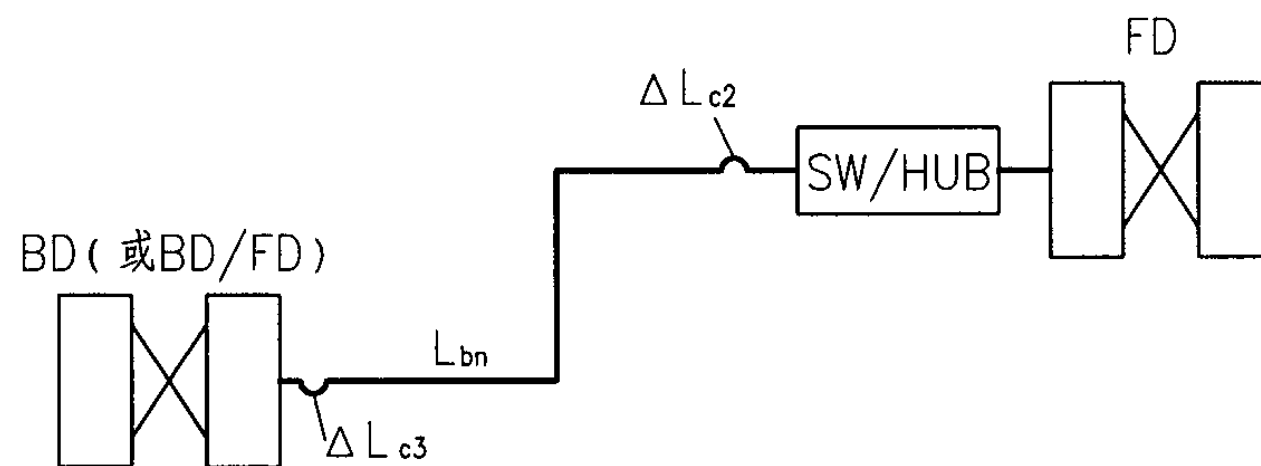 FD
ΔLc2
SW/HUB
BD(或BD/FD)
Lbn
ΔLc3